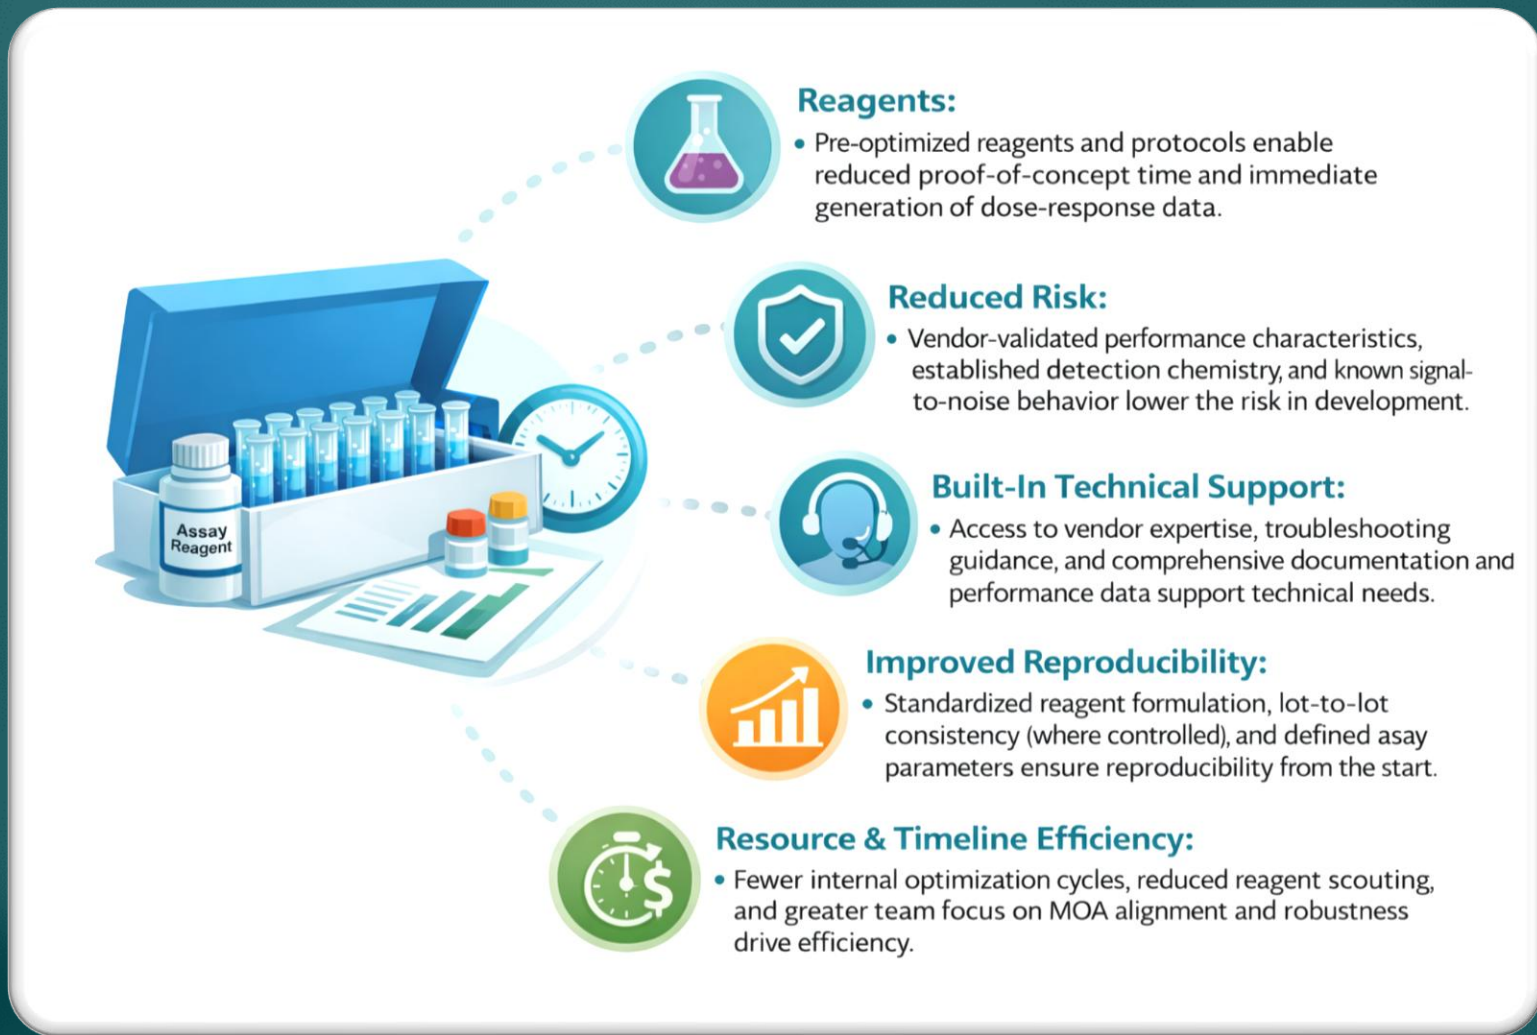 Reagents:
• Pre-optimized reagents and protocols enable
reduced proof-of-concept time and immediate
generation of dose-response data.
Reduced Risk:
• Vendor-validated performance characteristics,
established detection chemistry, and known signal-
to-noise behavior lower the risk in development.
Assay
Reagent
Built-In Technical Support:
• Access to vendor expertise, troubleshooting
guidance, and comprehensive documentation and
performance data support technical needs.
Improved Reproducibility:
• Standardized reagent formulation, lot-to-lot
consistency (where controlled), and defined asay
parameters ensure reproducibility from the start.
$
Resource & Timeline Efficiency:
• Fewer internal optimization cycles, reduced reagent scouting,
and greater team focus on MOA alignment and robustness
drive efficiency.